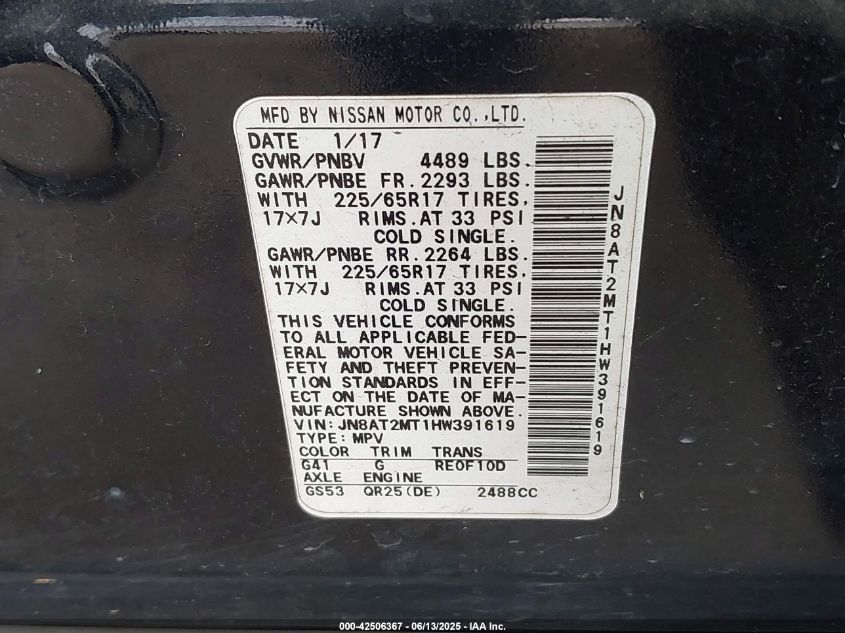 MFD BY NISSAN MOTOR CO.,LTD.
DATE 1/17
GVWR/PNBV 4489 LBS.
GAWR/PNBE FR. 2293 LBS.
WITH 225/65R17 TIRES,
17×7J RIMS.AT 33 PSI
COLD SINGLE.
GAWR/PNBE RR. 2264 LBS.
WITH 225/65R17 TIRES,
17×7J RIMS.AT 33 PSI
COLD SINGLE.
THIS VEHICLE CONFORMS
TO ALL APPLICABLE FED-
ERAL MOTOR VEHICLE SA-
FETY AND THEFT PREVEN-
TION STANDARDS IN EFF-
ECT ON THE DATE OF MA-
NUFACTURE SHOWN ABOVE.
VIN: JN8AT2MT1HW391619
TYPE: MPV
COLOR TRIM TRANS
G41 G RE0F10D
AXLE ENGINE
GS53 QR25(DE) 2488CC
JN8AT2MT1HW391619
000-42506367 - 06/13/2025 - IAA Inc.